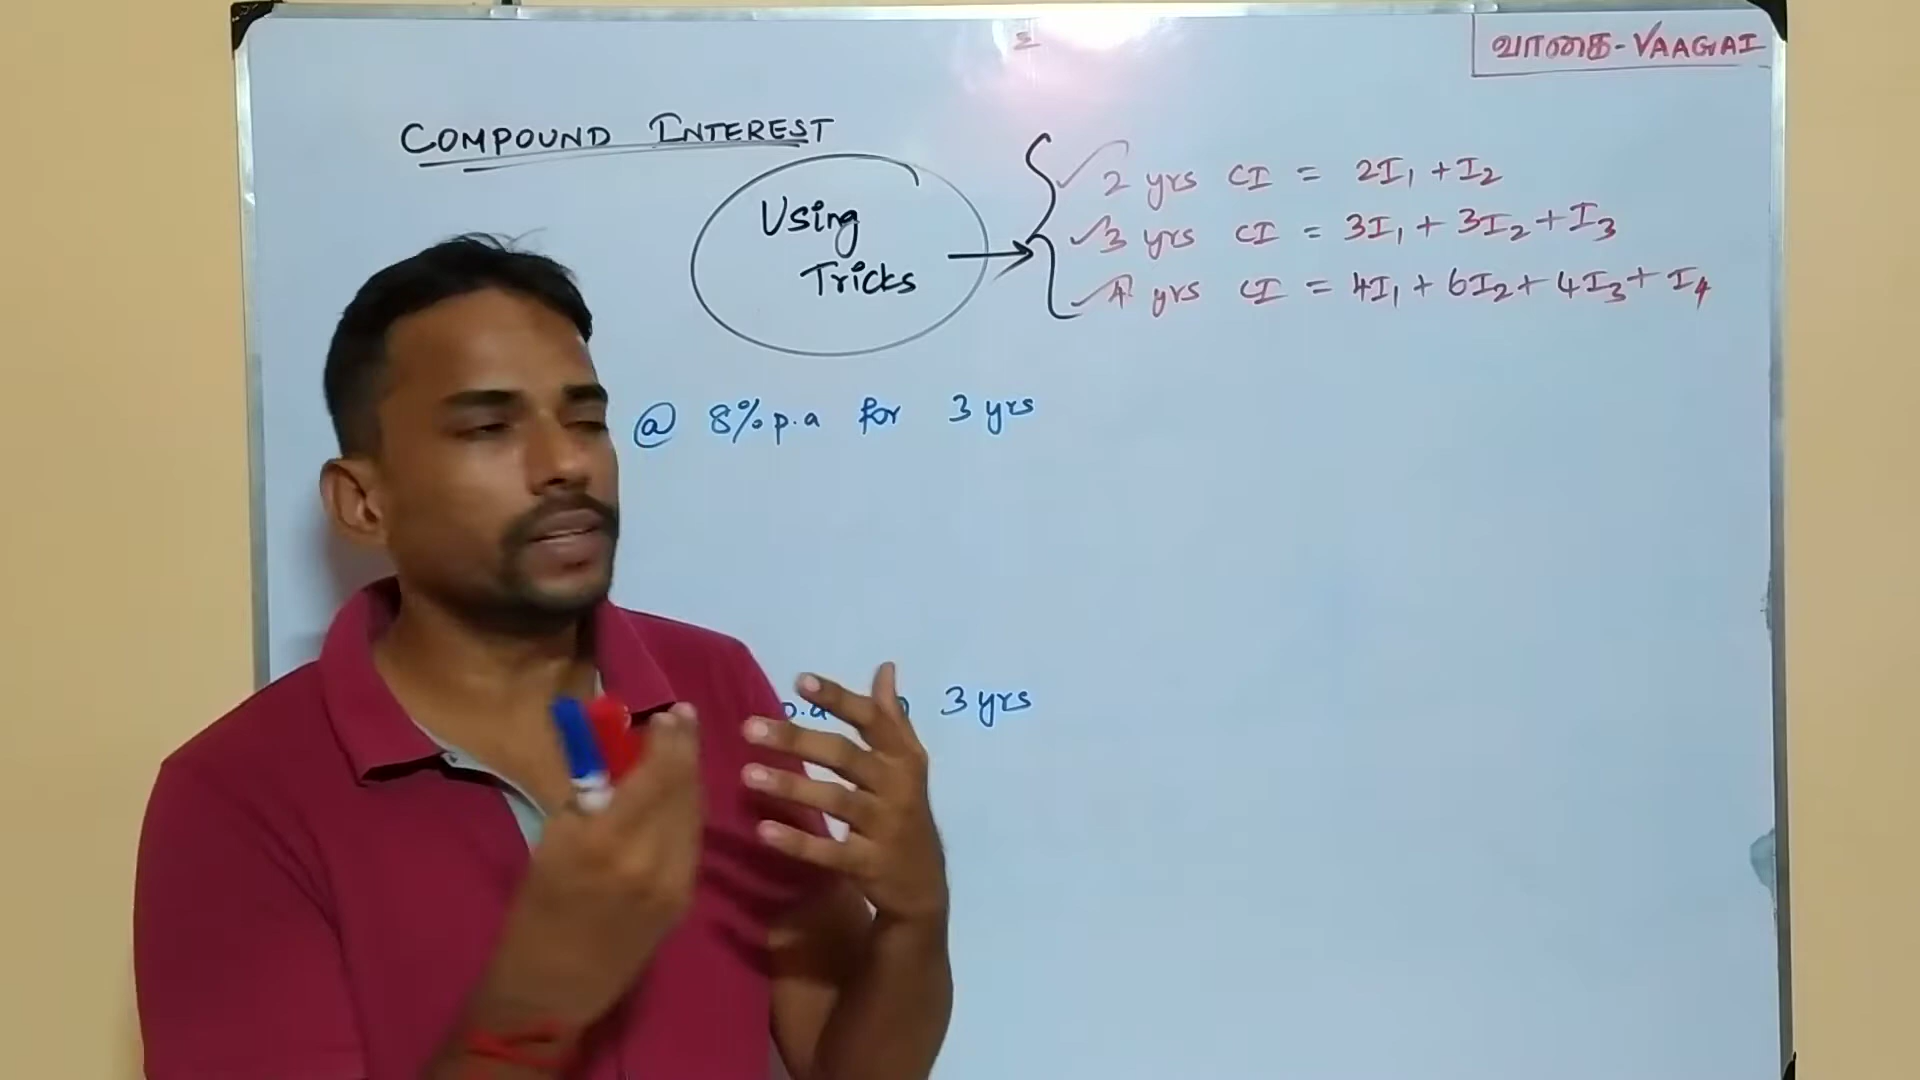 வாகை - VAAGAI
COMPOUND INTEREST
Using
Tricks
2 yrs CI = 2I₁ + I₂
3 yrs CI = 3I₁ + 3I₂ + I₃
4 yrs CI = 4I₁ + 6I₂ + 4I₃ + I₄
@ 8% p.a for 3 yrs
p.a 3 yrs